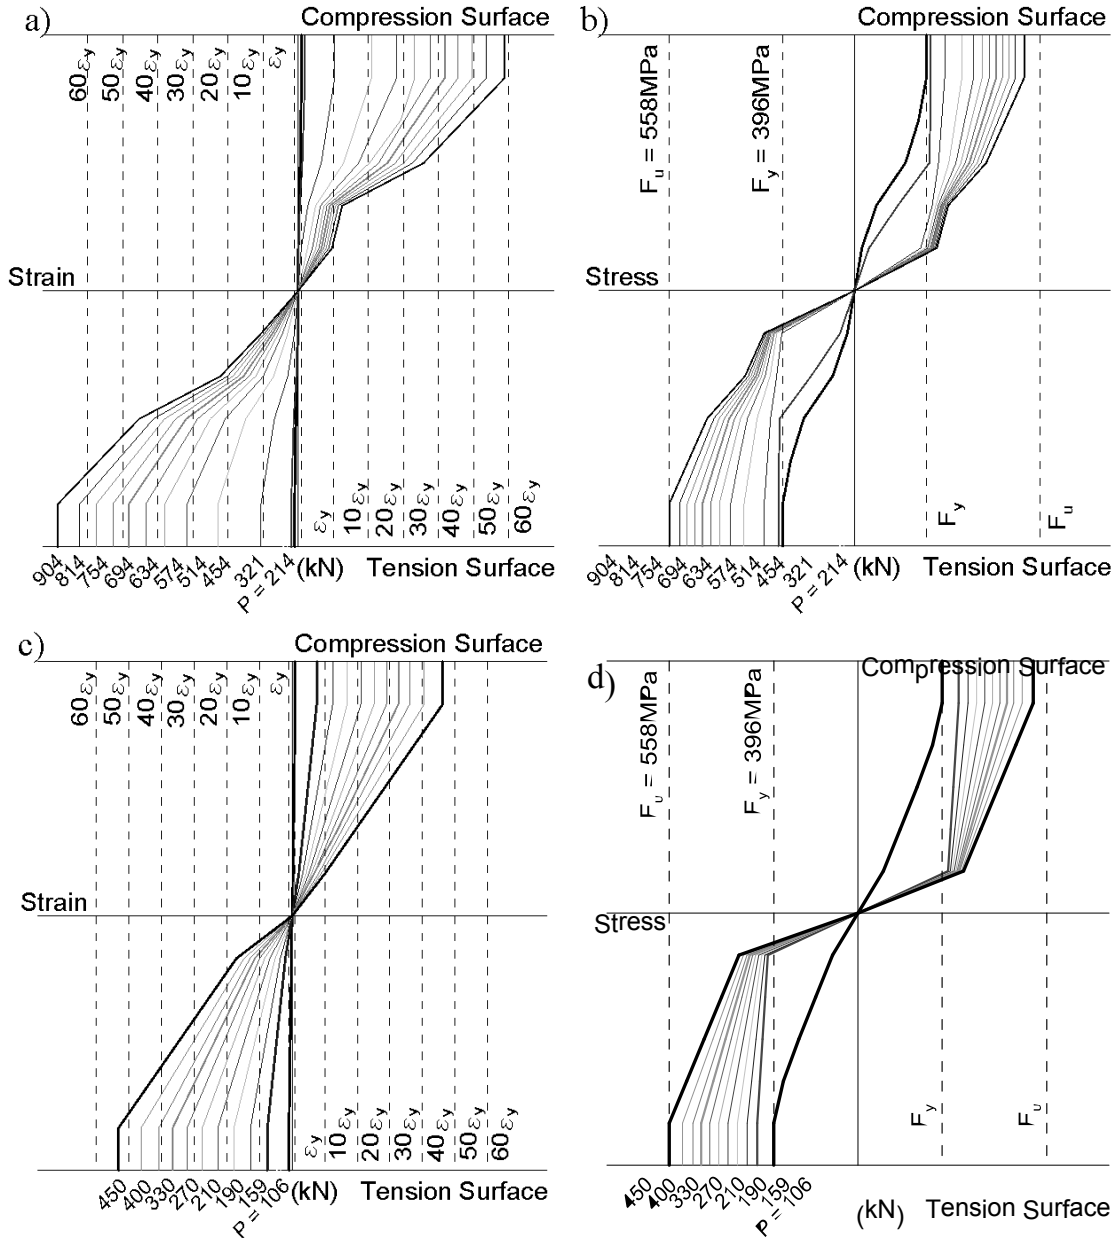 a)
Compression Surface
60εy
50εy
40εy
30εy
20εy
10εy
εy
Strain
εy
10εy
20εy
30εy
40εy
50εy
60εy
904
814
754
694
634
574
514
454
321
P = 214
(kN)
Tension Surface
b)
Compression Surface
Fu = 558MPa
Fy = 396MPa
Stress
Fy
Fu
904
814
754
694
634
574
514
454
321
P = 214
(kN)
Tension Surface
c)
Compression Surface
60εy
50εy
40εy
30εy
20εy
10εy
εy
Strain
εy
10εy
20εy
30εy
40εy
50εy
60εy
450
400
330
270
210
190
159
P = 106
(kN)
Tension Surface
d)
Compression Surface
Fu = 558MPa
Fy = 396MPa
Stress
Fy
Fu
450
400
330
270
210
190
159
P = 106
(kN)
Tension Surface